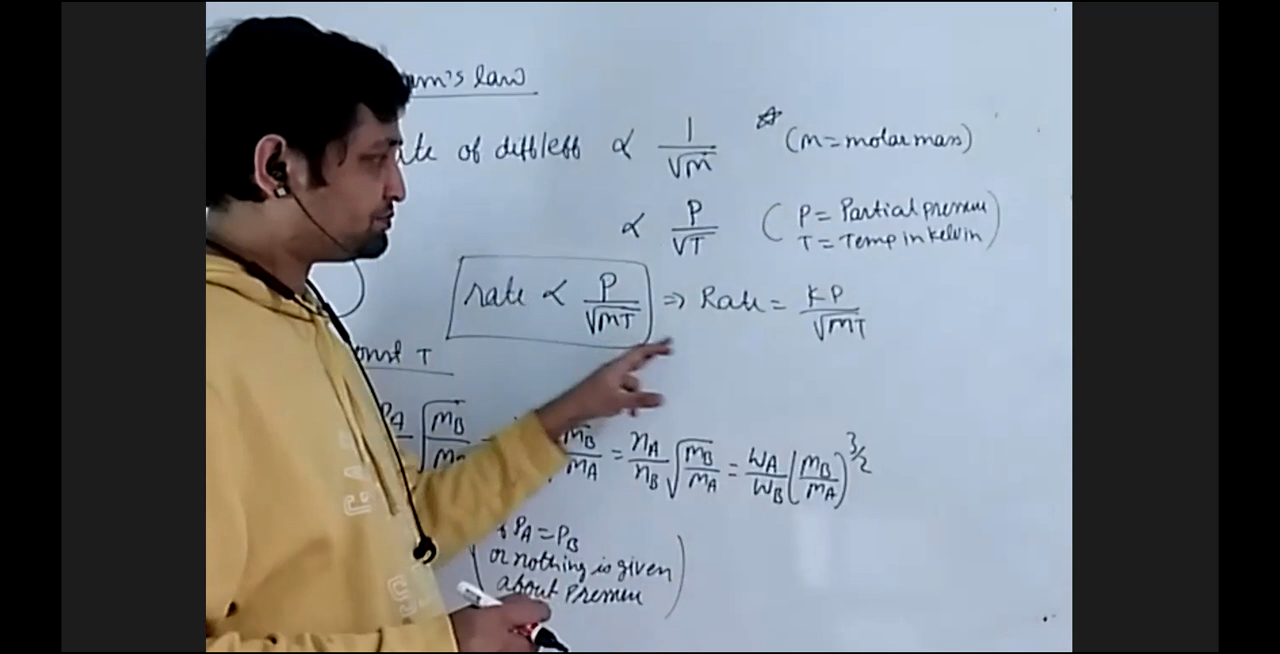 am's law
ate of diff/eff ∝ 1/√M ☆ (M = molar mass)
∝ P/√T (P = Partial pressure
T = Temp in kelvin)
rate ∝ P/√MT ⇒ Rate = KP/√MT
onst T
PA √MB/M = MB/MA = nA/nB √MB/MA = WA/WB (MB/MA)^3/2
PA = PB
or nothing is given
about Pressure